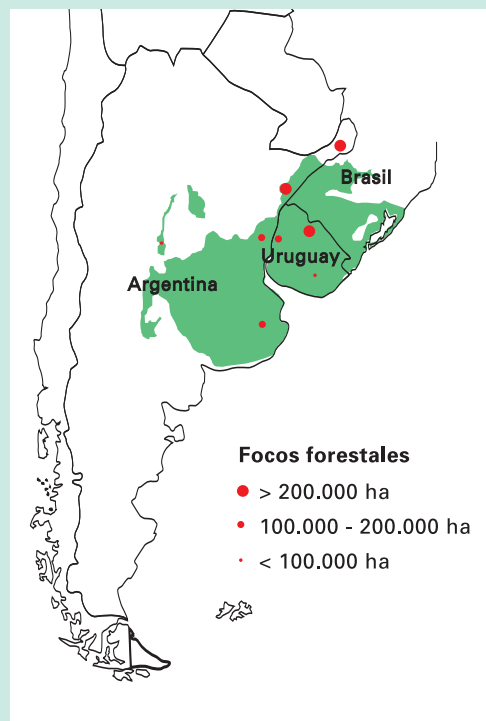 Brasil
Uruguay
Argentina
Focos forestales
> 200.000 ha
100.000 - 200.000 ha
< 100.000 ha